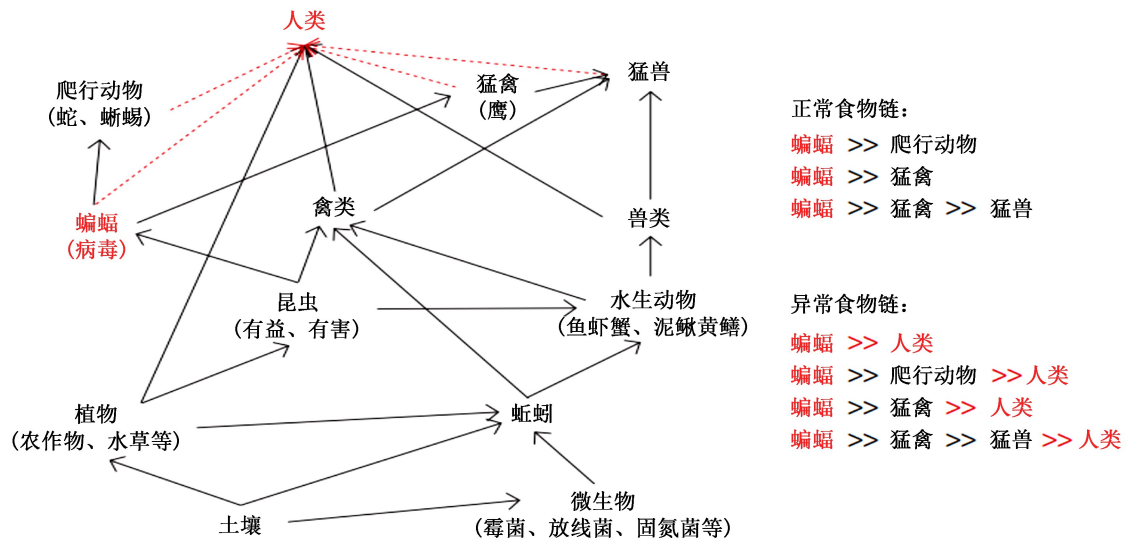 人类
爬行动物
(蛇、蜥蜴)
猛禽
(鹰)
猛兽
蝙蝠
(病毒)
禽类
兽类
昆虫
(有益、有害)
水生动物
(鱼虾蟹、泥鳅黄鳝)
植物
(农作物、水草等)
蚯蚓
土壤
微生物
(霉菌、放线菌、固氮菌等)
正常食物链：
蝙蝠 >> 爬行动物
蝙蝠 >> 猛禽
蝙蝠 >> 猛禽 >> 猛兽
异常食物链：
蝙蝠 >> 人类
蝙蝠 >> 爬行动物 >> 人类
蝙蝠 >> 猛禽 >> 人类
蝙蝠 >> 猛禽 >> 猛兽 >> 人类